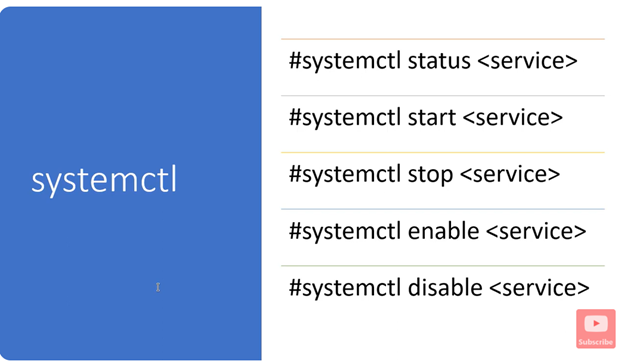 systemctl
#systemctl status <service>
#systemctl start <service>
#systemctl stop <service>
#systemctl enable <service>
#systemctl disable <service>
Subscribe